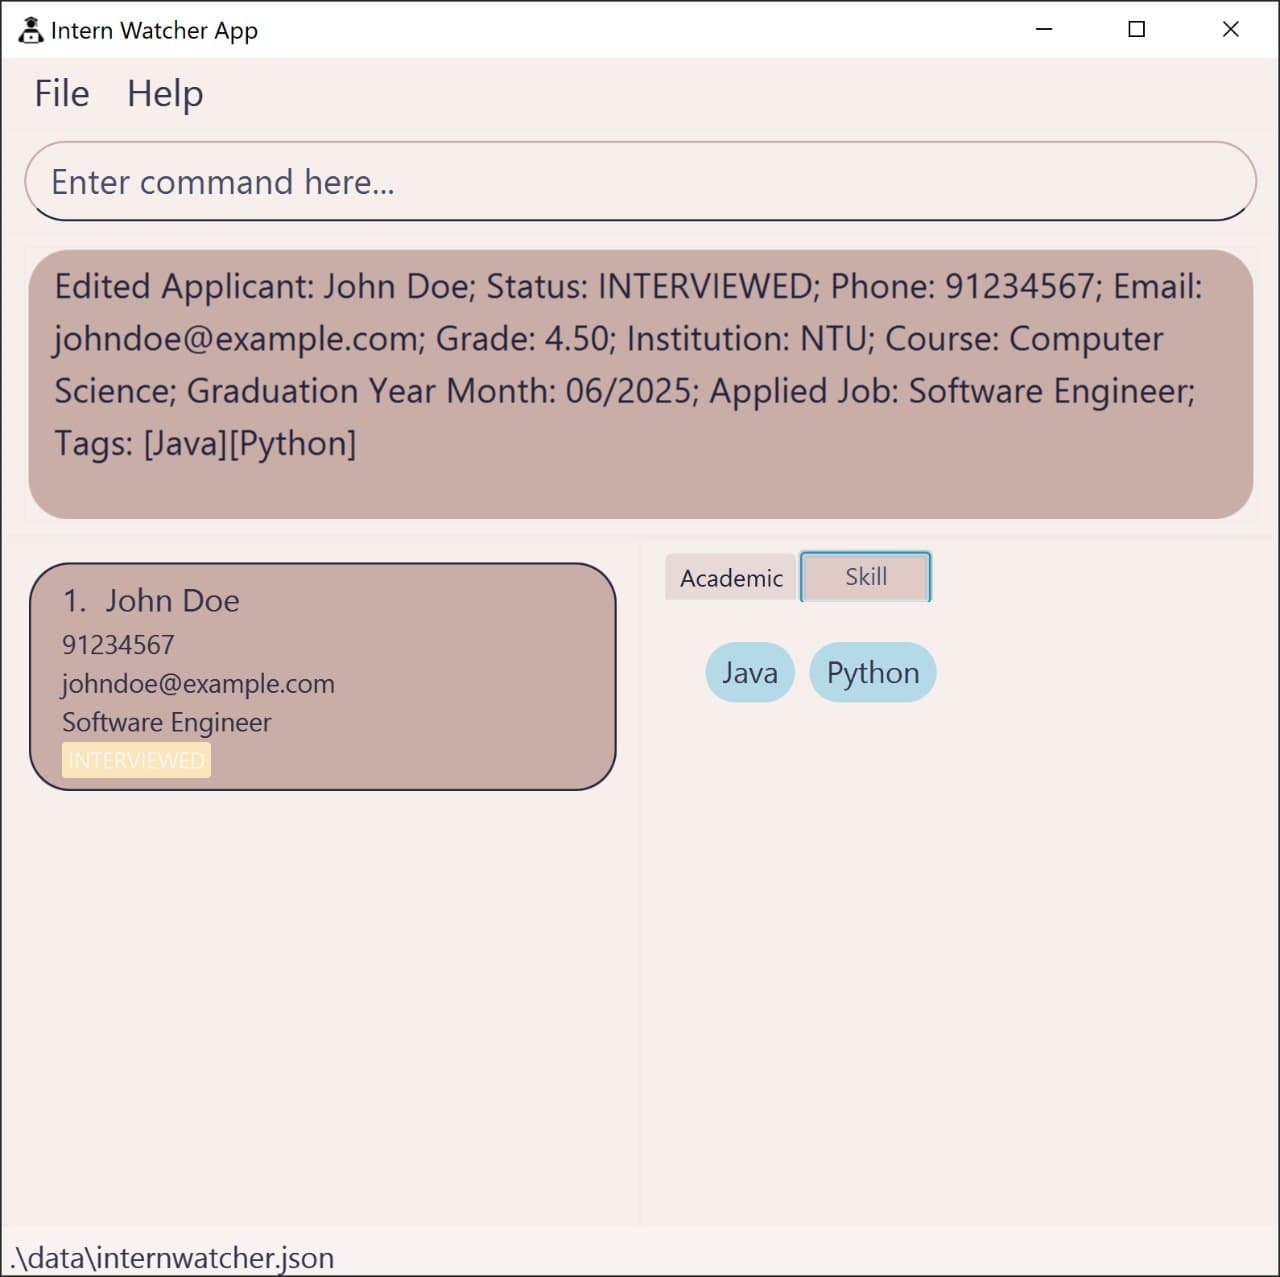 Intern Watcher App
File Help
Enter command here...
Edited Applicant: John Doe; Status: INTERVIEWED; Phone: 91234567; Email:
johndoe@example.com; Grade: 4.50; Institution: NTU; Course: Computer
Science; Graduation Year Month: 06/2025; Applied Job: Software Engineer;
Tags: [Java][Python]
1. John Doe
91234567
johndoe@example.com
Software Engineer
INTERVIEWED
Academic Skill
Java Python
.\data\internwatcher.json